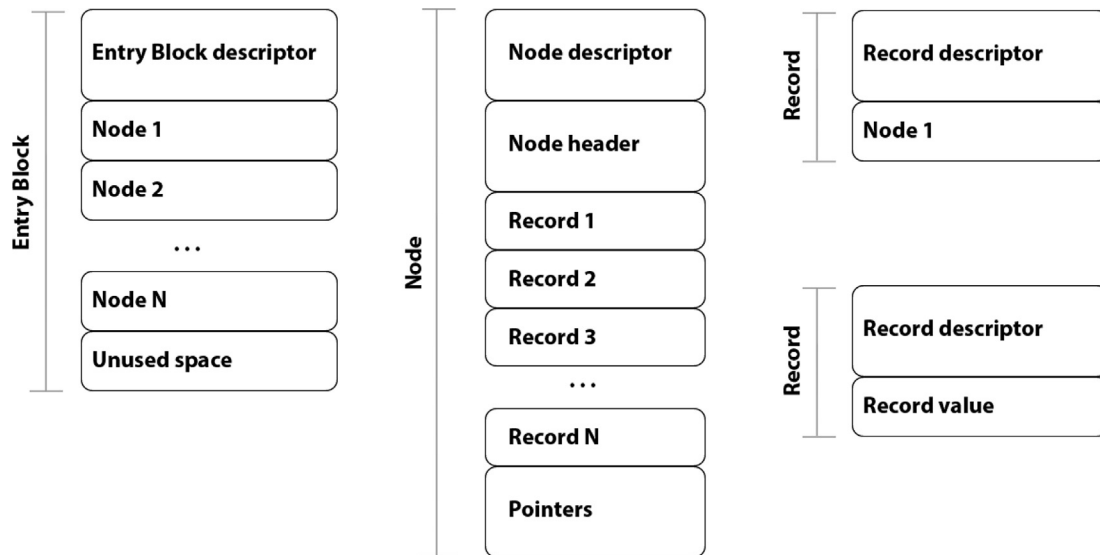 Entry Block
Entry Block descriptor
Node 1
Node 2
...
Node N
Unused space
Node
Node descriptor
Node header
Record 1
Record 2
Record 3
...
Record N
Pointers
Record
Record descriptor
Node 1
Record
Record descriptor
Record value